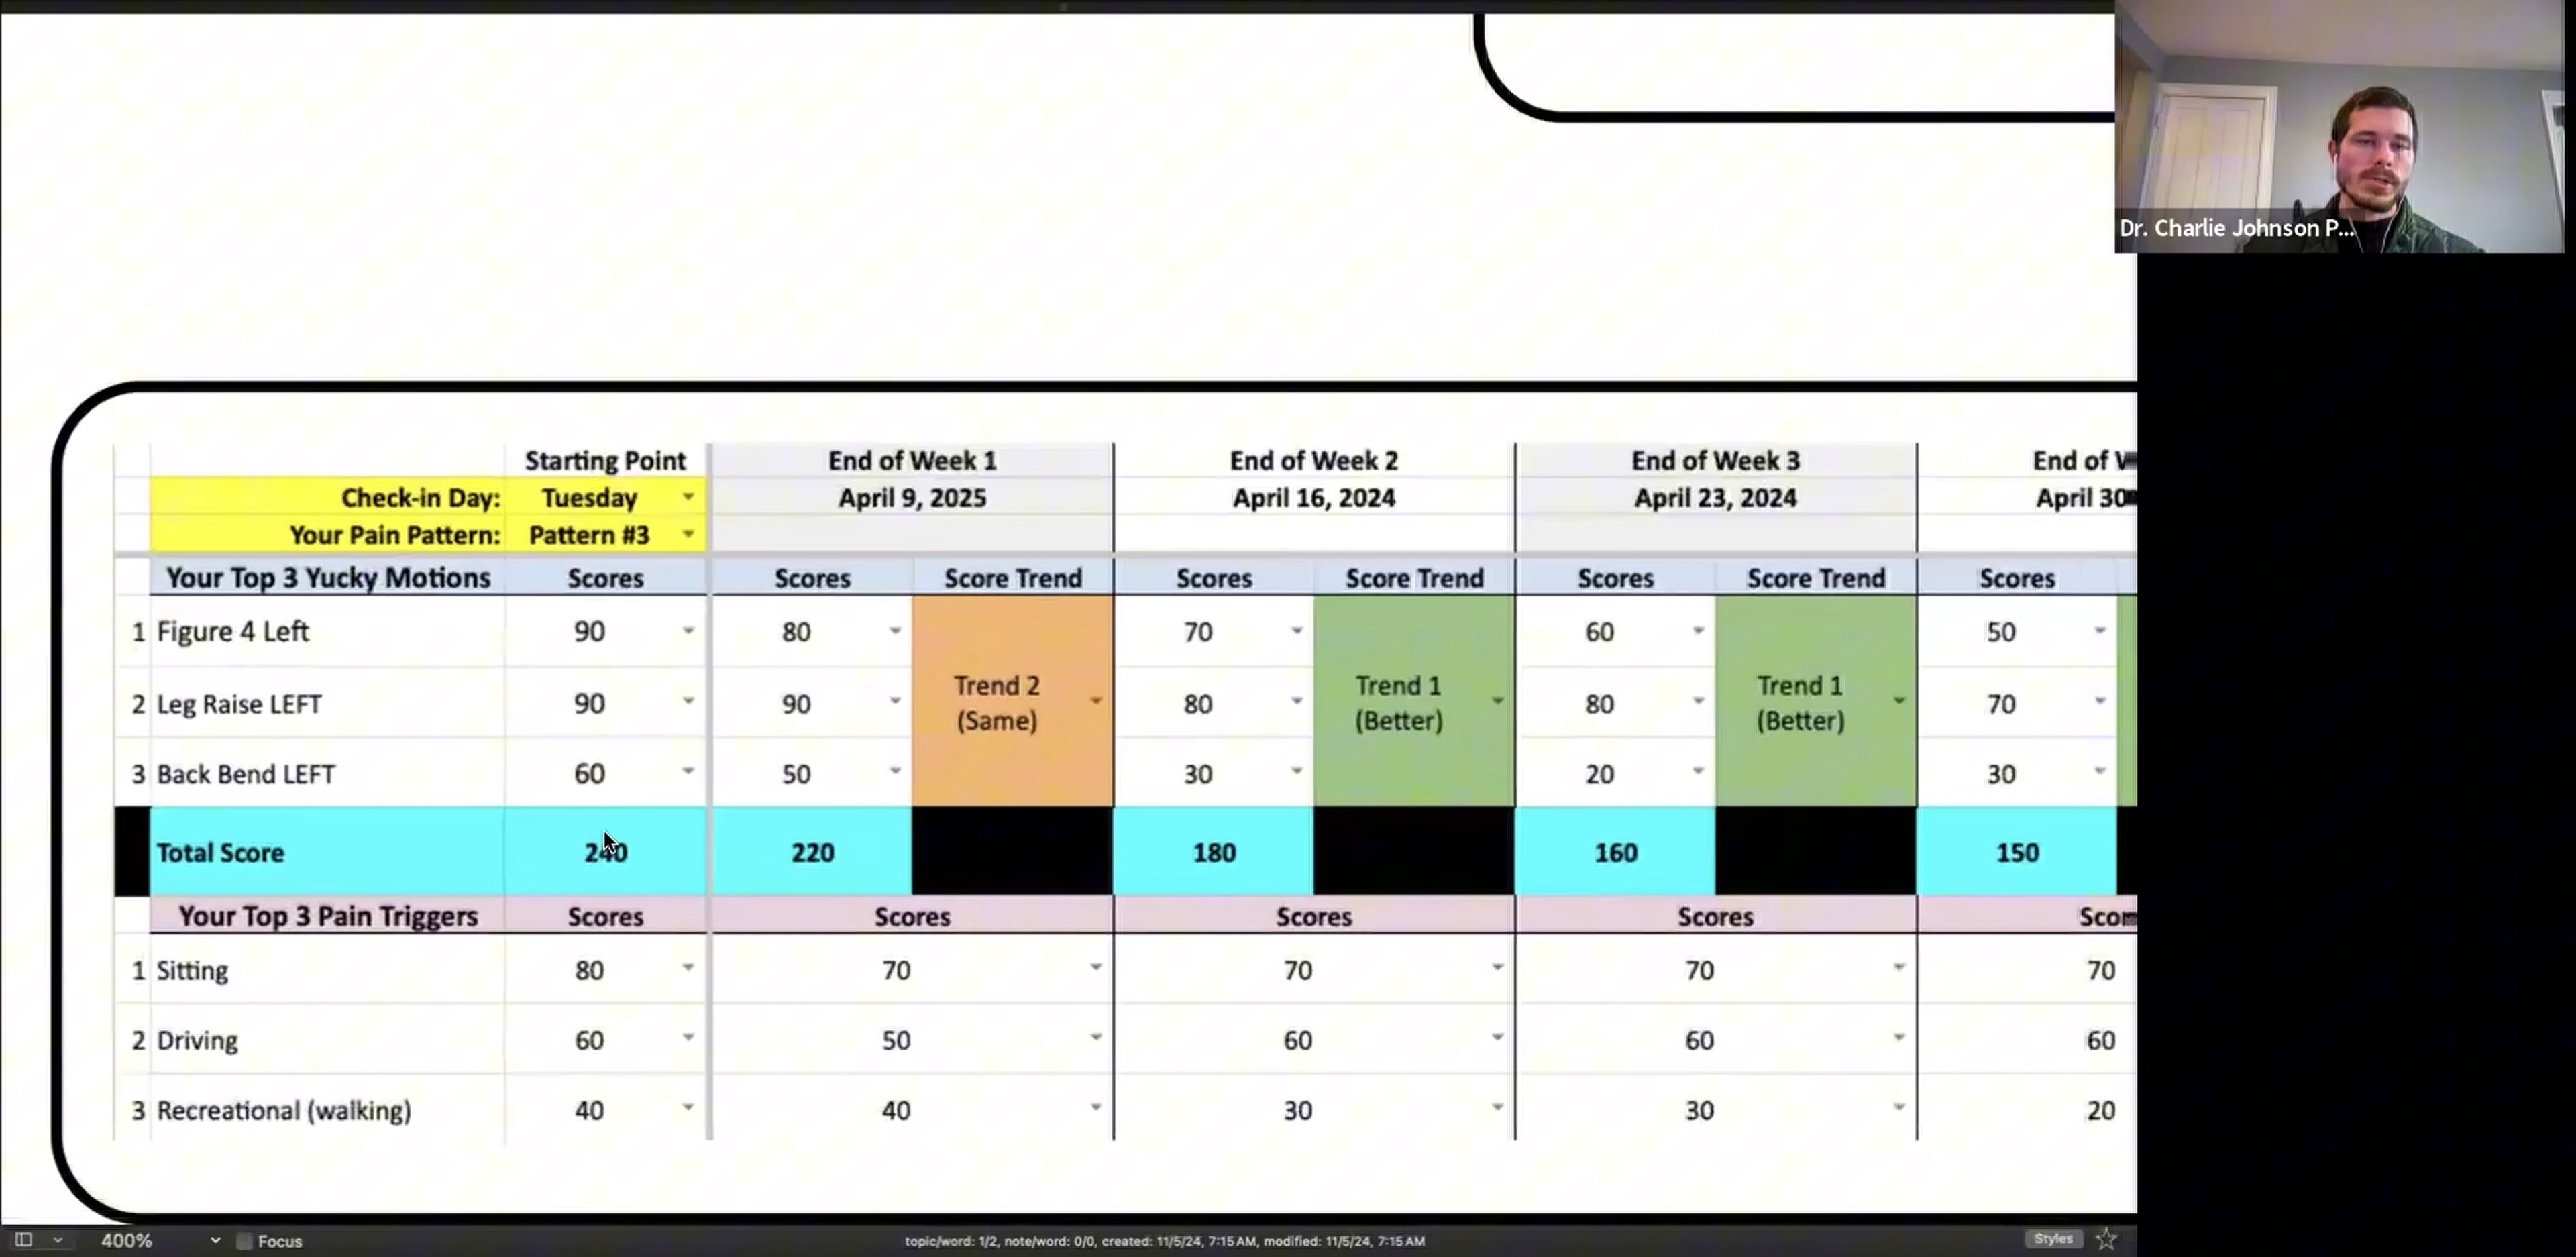 Dr. Charlie Johnson P...
Starting Point End of Week 1 End of Week 2 End of Week 3 End of
Check-in Day: Tuesday April 9, 2025 April 16, 2024 April 23, 2024 April 30
Your Pain Pattern: Pattern #3
Your Top 3 Yucky Motions Scores Scores Score Trend Scores Score Trend Scores Score Trend Scores
1 Figure 4 Left 90 80 70 60 50
Trend 2 Trend 1 Trend 1
2 Leg Raise LEFT 90 90 80 80 70
(Same) (Better) (Better)
3 Back Bend LEFT 60 50 30 20 30
Total Score 240 220 180 160 150
Your Top 3 Pain Triggers Scores Scores Scores Scores
1 Sitting 80 70 70 70 70
2 Driving 60 50 60 60 60
3 Recreational (walking) 40 40 30 30 20
400% Focus topic/word: 1/2, note/word: 0/0, created: 11/5/24, 7:15 AM, modified: 11/5/24, 7:15 AM Styles